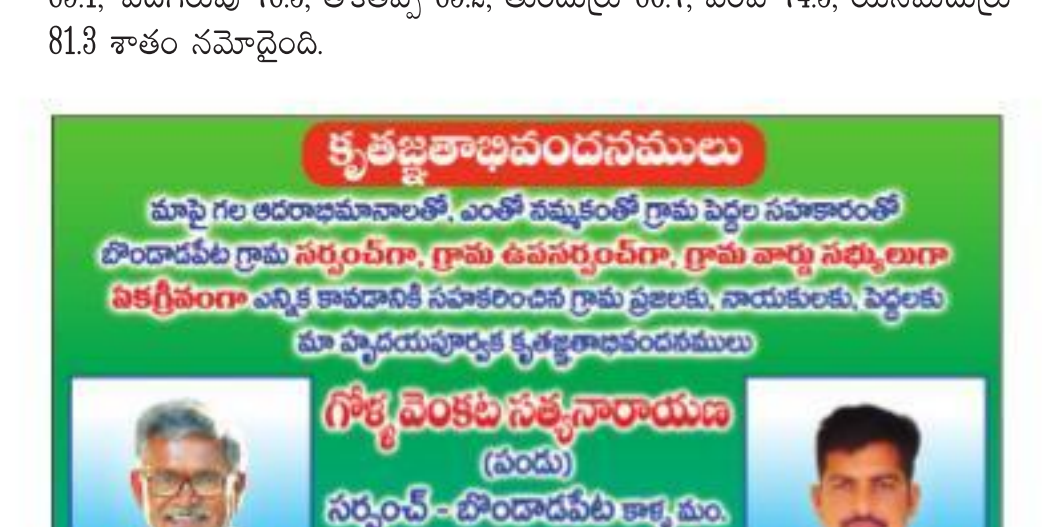 81.3 శాతం నమోదైంది.
కృతజ్ఞతాభివందనములు
మాపై గల ఆదరాభిమానాలతో, ఎంతో నమ్మకంతో గ్రామ పెద్దల సహకారంతో
బొండాడపేట గ్రామ సర్పంచ్‌గా, గ్రామ ఉపసర్పంచ్‌గా, గ్రామ వార్డు సభ్యులుగా
ఏకగ్రీవంగా ఎన్నిక కావడానికి సహకరించిన గ్రామ ప్రజలకు, నాయకులకు, పెద్దలకు
మా హృదయపూర్వక కృతజ్ఞతాభివందనములు
గోళ్ళ వెంకట సత్యనారాయణ
(పండు)
సర్పంచ్ - బొండాడపేట కాళ్ళ మం.